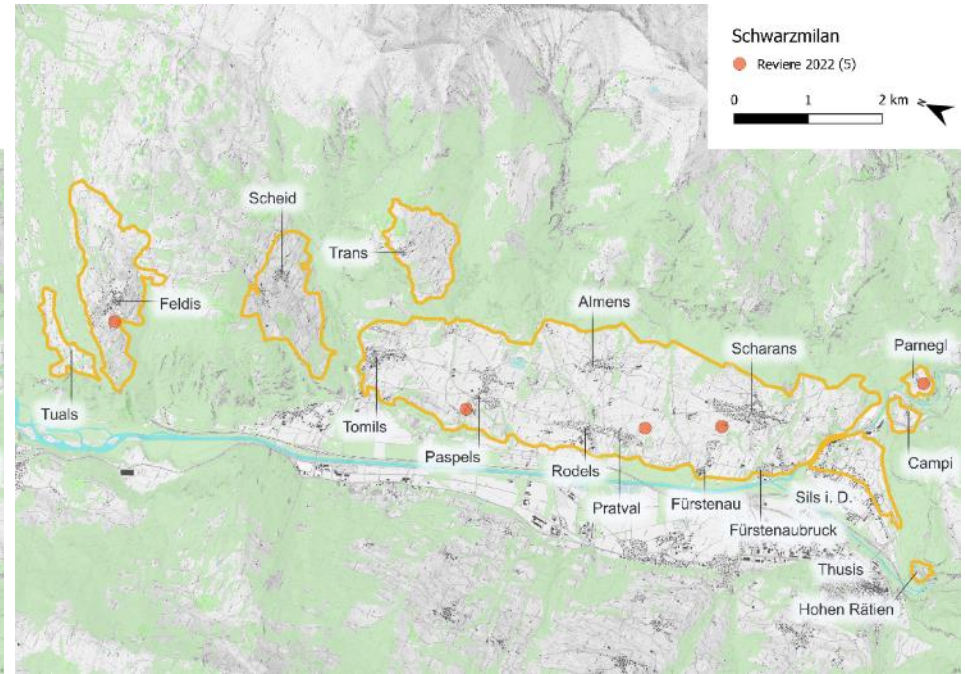 Schwarzmilan
Reviere 2022 (5)
0 1 2 km
N
Scheid
Trans
Feldis
Almens
Scharans
Parnegl
Tuals
Tomils
Paspels
Rodels
Pratval
Fürstenau
Fürstenaubruck
Sils i. D.
Campi
Thusis
Hohen Rätien